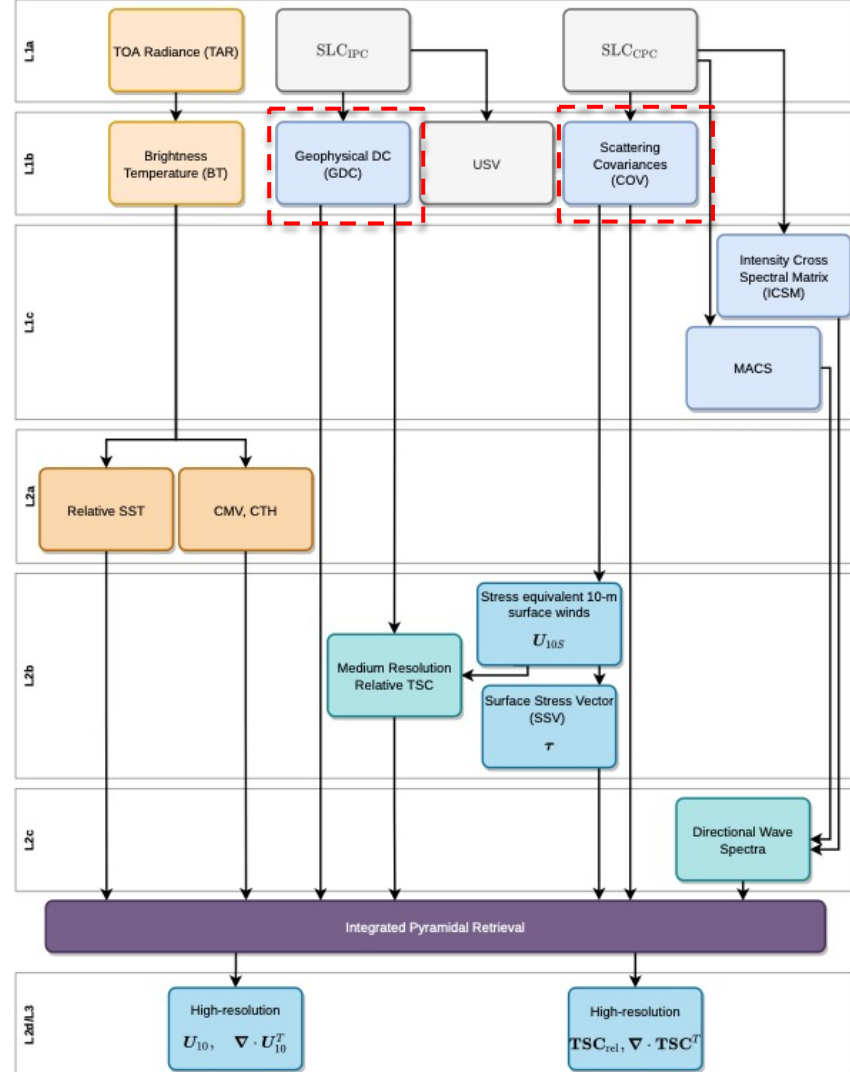 L1a
TOA Radiance (TAR)
SLC_IPC
SLC_CPC
L1b
Brightness
Temperature (BT)
Geophysical DC
(GDC)
USV
Scattering
Covariances
(COV)
L1c
Intensity Cross
Spectral Matrix
(ICSM)
MACS
L2a
Relative SST
CMV, CTH
L2b
Stress equivalent 10-m
surface winds
U_10S
Medium Resolution
Relative TSC
Surface Stress Vector
(SSV)
τ
L2c
Directional Wave
Spectra
Integrated Pyramidal Retrieval
L2d/L3
High-resolution
U_10, ∇ · U_10^T
High-resolution
TSC_rel, ∇ · TSC^T